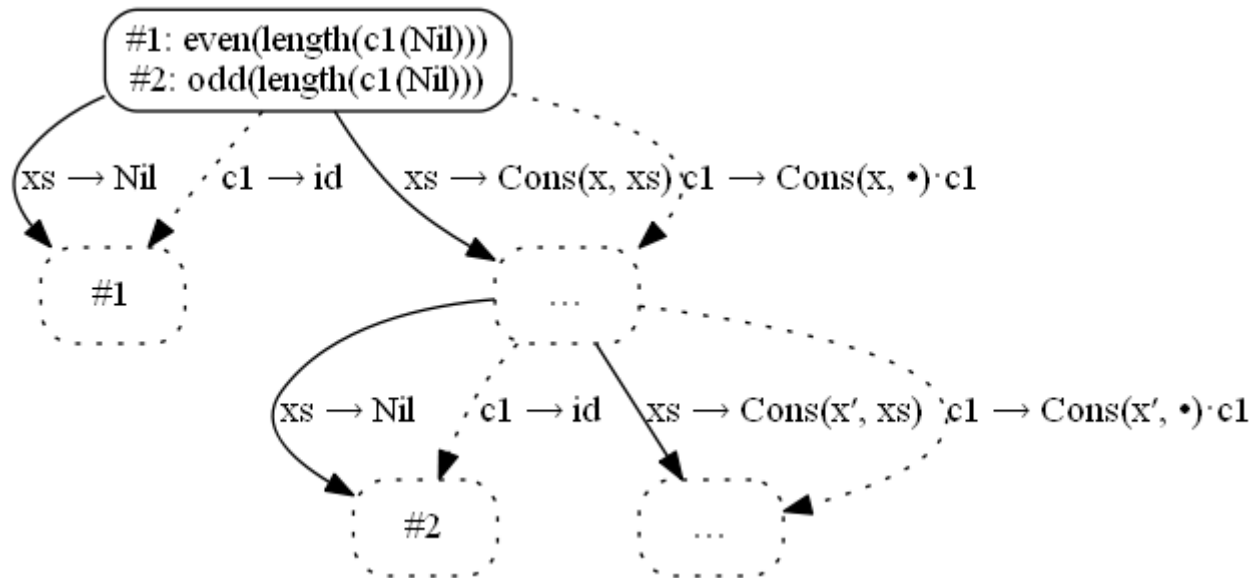 #1: even(length(c1(Nil)))
#2: odd(length(c1(Nil)))
xs → Nil
c1 → id
xs → Cons(x, xs)
c1 → Cons(x, •)·c1
#1
...
xs → Nil
c1 → id
xs → Cons(x′, xs)
c1 → Cons(x′, •)·c1
#2
...